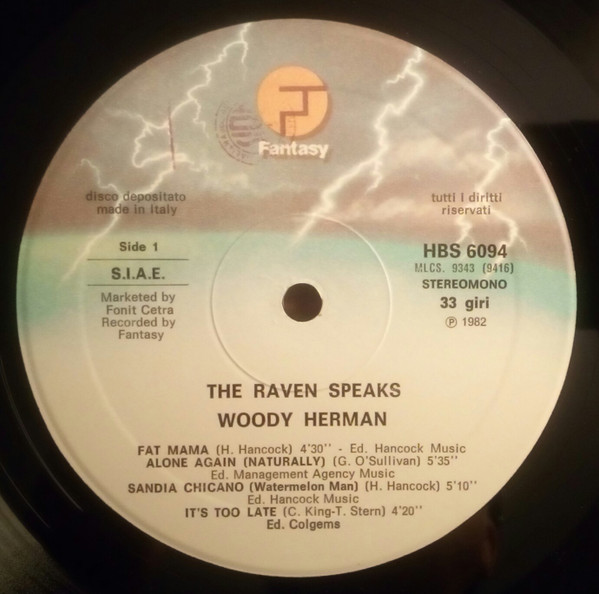 Fantasy
disco depositato
made in Italy
tutti i diritti
riservati
Side 1
S.I.A.E.
Marketed by
Fonit Cetra
Recorded by
Fantasy
HBS 6094
MLCS. 9343 (9416)
STEREOMONO
33 giri
℗ 1982
THE RAVEN SPEAKS
WOODY HERMAN
FAT MAMA (H. Hancock) 4'30'' - Ed. Hancock Music
ALONE AGAIN (NATURALLY) (G. O'Sullivan) 5'35''
Ed. Management Agency Music
SANDIA CHICANO (Watermelon Man) (H. Hancock) 5'10''
Ed. Hancock Music
IT'S TOO LATE (C. King-T. Stern) 4'20''
Ed. Colgems